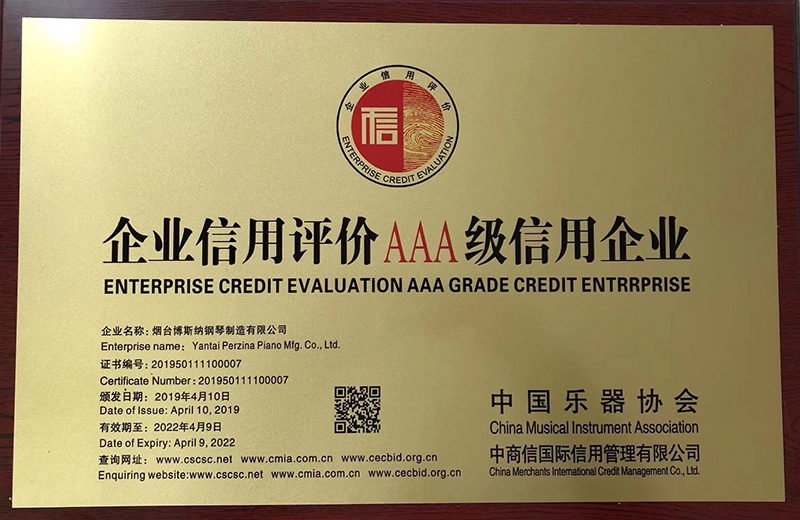 企业信用评价
信
ENTERPRISE CREDIT EVALUATION
企业信用评价AAA级信用企业
ENTERPRISE CREDIT EVALUATION AAA GRADE CREDIT ENTRRPRISE
企业名称: 烟台博斯纳钢琴制造有限公司
Enterprise name: Yantai Perzina Piano Mfg. Co., Ltd.
证书编号: 201950111100007
Certificate Number : 201950111100007
颁发日期: 2019年4月10日
Date of Issue: April 10, 2019
有效期至: 2022年4月9日
Date of Expiry: April 9, 2022
查询网址: www.cscsc.net www.cmia.com.cn www.cecbid.org.cn
Enquiring website:www.cscsc.net www.cmia.com.cn www.cecbid.org.cn
中国乐器协会
China Musical Instrument Association
中商信国际信用管理有限公司
China Merchants International Credit Management Co., Ltd.